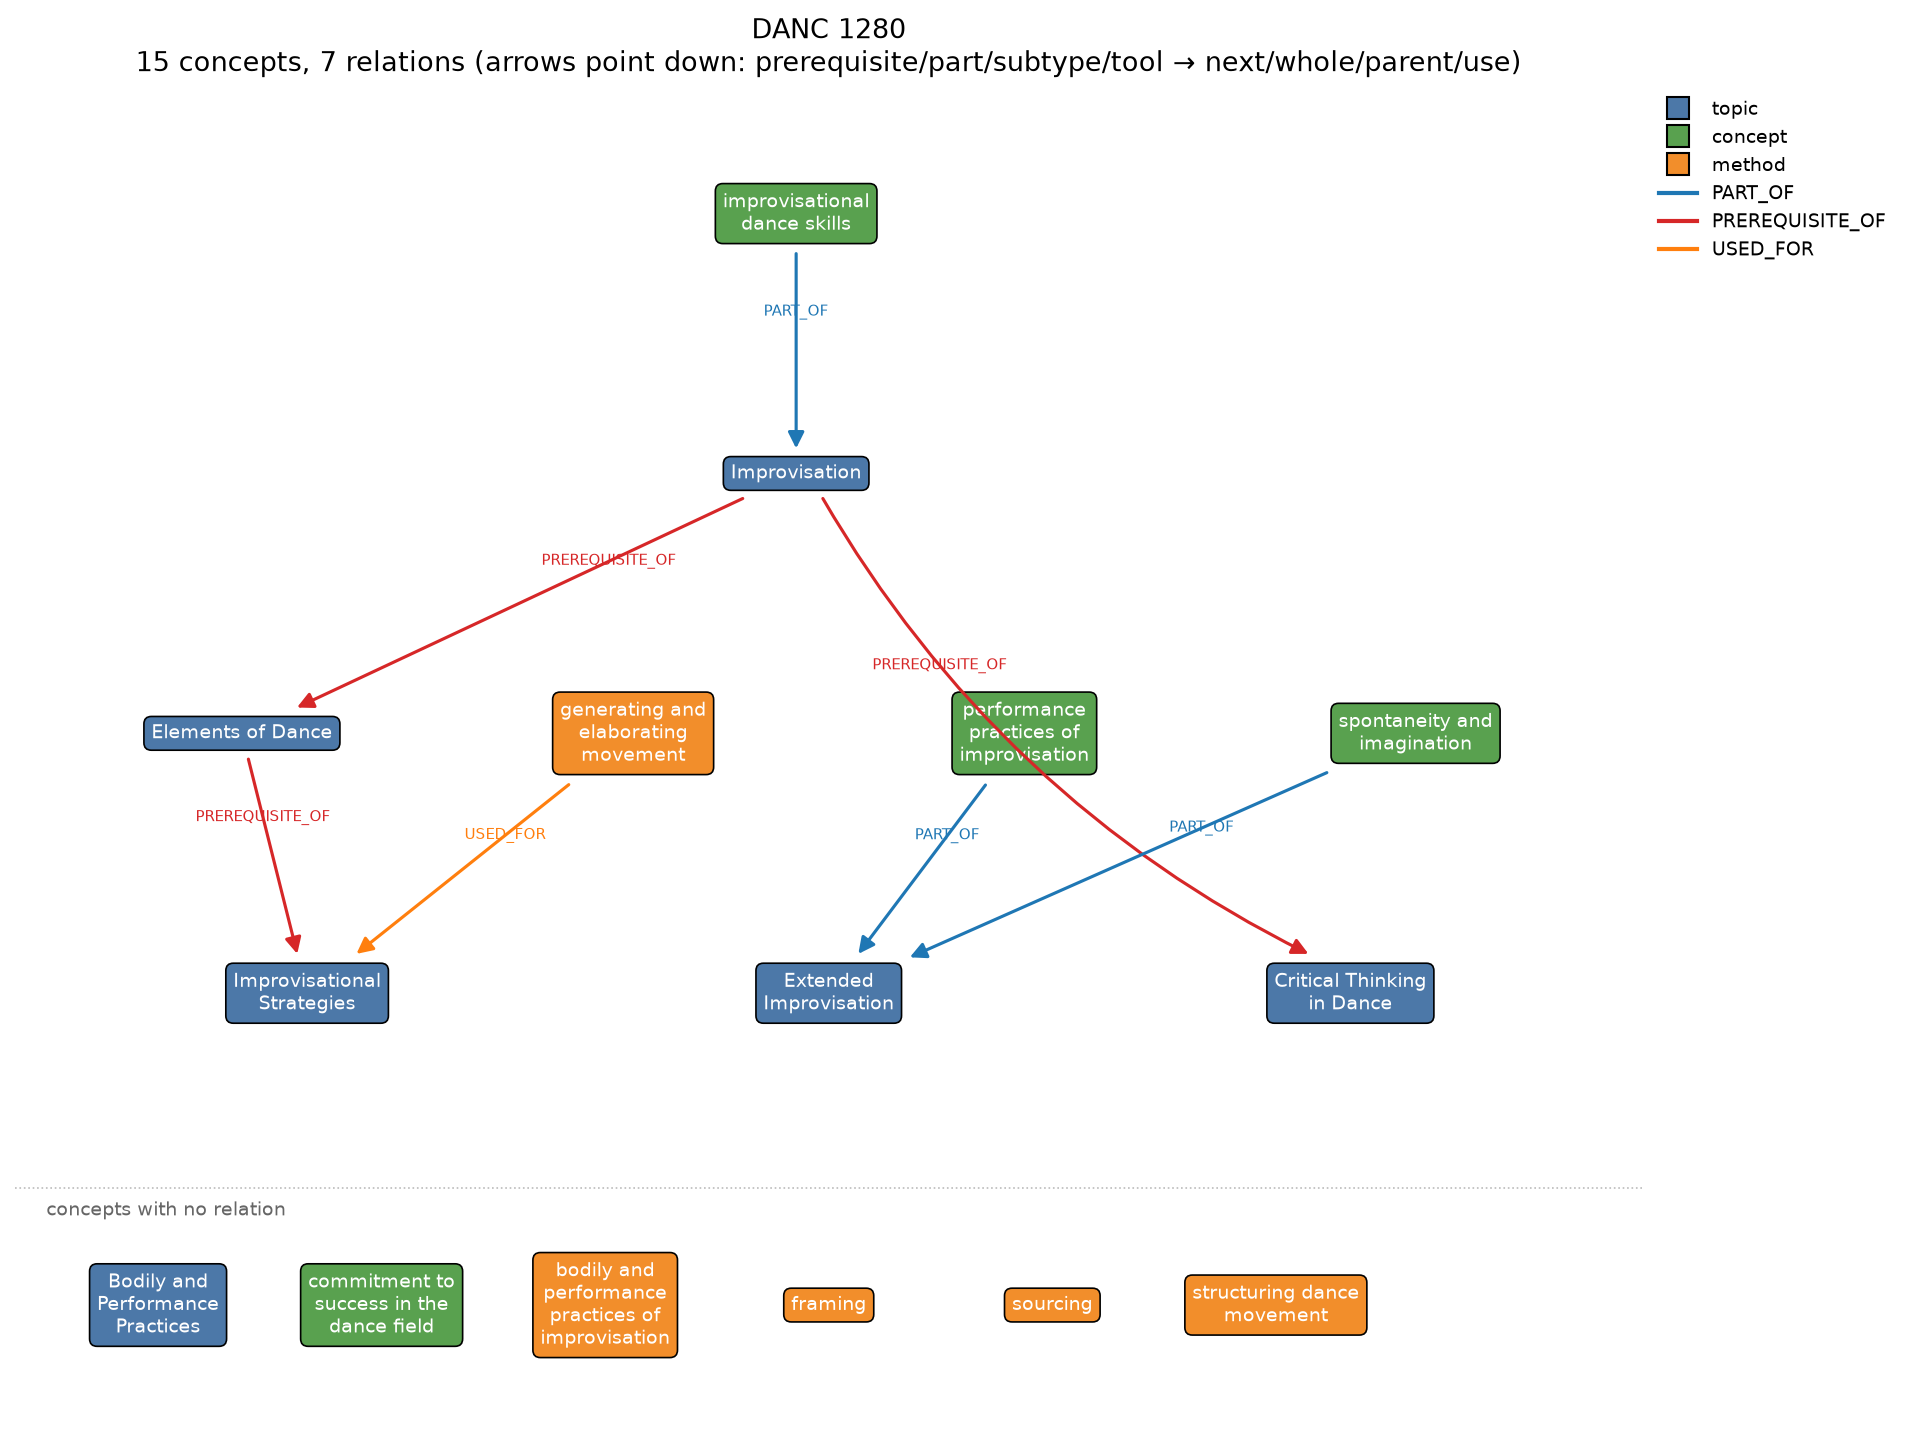 DANC 1280
15 concepts, 7 relations (arrows point down: prerequisite/part/subtype/tool → next/whole/parent/use)
topic
concept
method
PART_OF
PREREQUISITE_OF
USED_FOR
improvisational
dance skills
PART_OF
Improvisation
PREREQUISITE_OF
PREREQUISITE_OF
Elements of Dance
generating and
elaborating
movement
performance
practices of
improvisation
spontaneity and
imagination
PREREQUISITE_OF
USED_FOR
PART_OF
PART_OF
Improvisational
Strategies
Extended
Improvisation
Critical Thinking
in Dance
concepts with no relation
Bodily and
Performance
Practices
commitment to
success in the
dance field
bodily and
performance
practices of
improvisation
framing
sourcing
structuring dance
movement